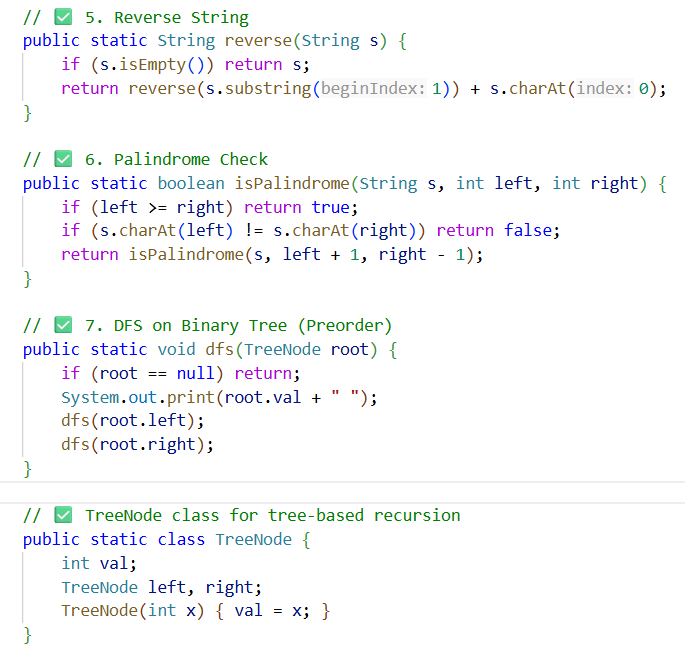 // ✅ 5. Reverse String
public static String reverse(String s) {
    if (s.isEmpty()) return s;
    return reverse(s.substring(beginIndex: 1)) + s.charAt(index: 0);
}

// ✅ 6. Palindrome Check
public static boolean isPalindrome(String s, int left, int right) {
    if (left >= right) return true;
    if (s.charAt(left) != s.charAt(right)) return false;
    return isPalindrome(s, left + 1, right - 1);
}

// ✅ 7. DFS on Binary Tree (Preorder)
public static void dfs(TreeNode root) {
    if (root == null) return;
    System.out.print(root.val + " ");
    dfs(root.left);
    dfs(root.right);
}

// ✅ TreeNode class for tree-based recursion
public static class TreeNode {
    int val;
    TreeNode left, right;
    TreeNode(int x) { val = x; }
}